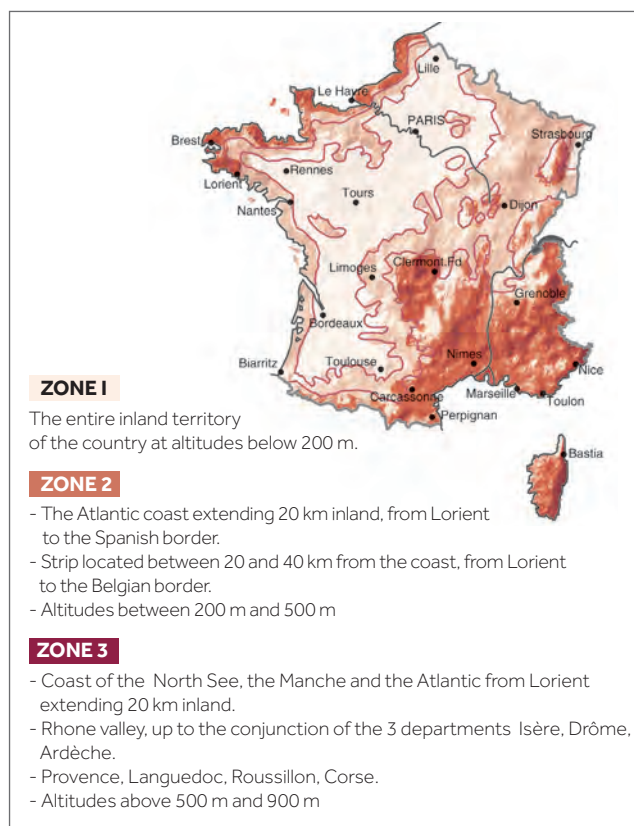 Lille
Le Havre
PARIS
Strasbourg
Brest
Rennes
Lorient
Tours
Dijon
Nantes
Clermont.Fd
Limoges
Grenoble
Bordeaux
Nimes
Toulouse
Biarritz
Nice
Marseille
Carcassonne
Toulon
Perpignan
Bastia
ZONE I
The entire inland territory
of the country at altitudes below 200 m.
ZONE 2
- The Atlantic coast extending 20 km inland, from Lorient
to the Spanish border.
- Strip located between 20 and 40 km from the coast, from Lorient
to the Belgian border.
- Altitudes between 200 m and 500 m
ZONE 3
- Coast of the North See, the Manche and the Atlantic from Lorient
extending 20 km inland.
- Rhone valley, up to the conjunction of the 3 departments Isère, Drôme,
Ardèche.
- Provence, Languedoc, Roussillon, Corse.
- Altitudes above 500 m and 900 m